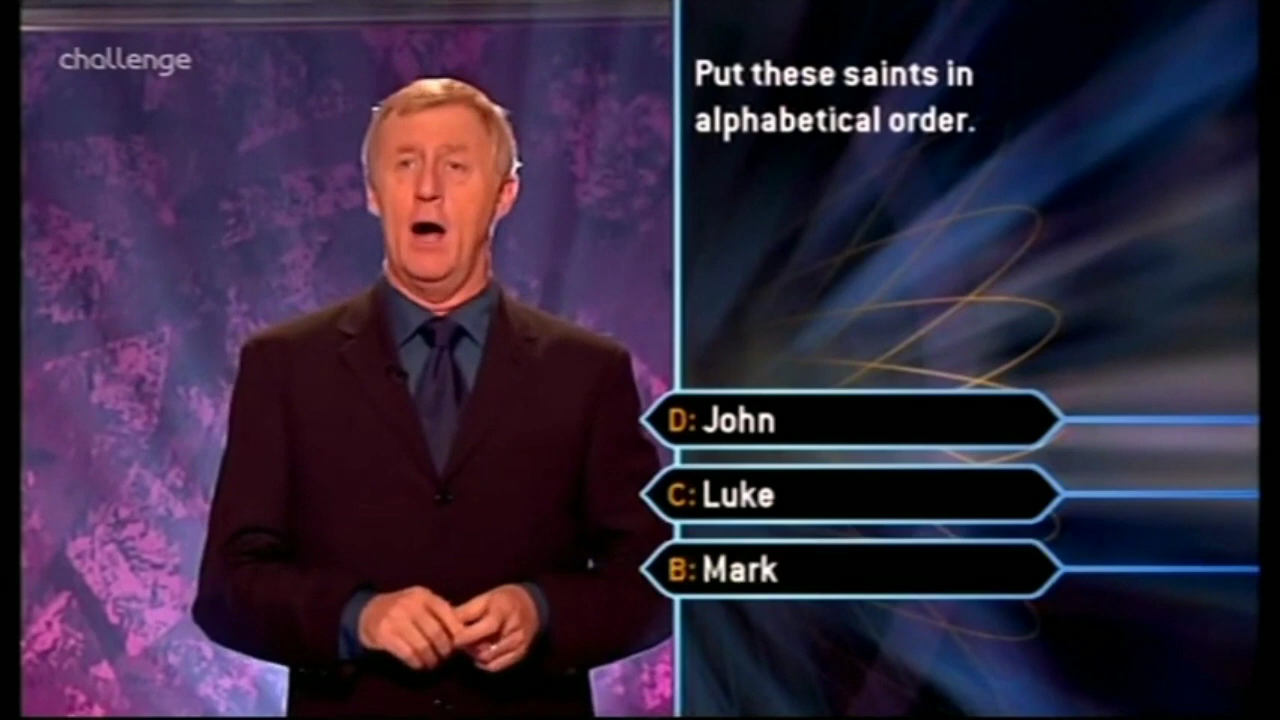 challenge
Put these saints in
alphabetical order.
D: John
C: Luke
B: Mark